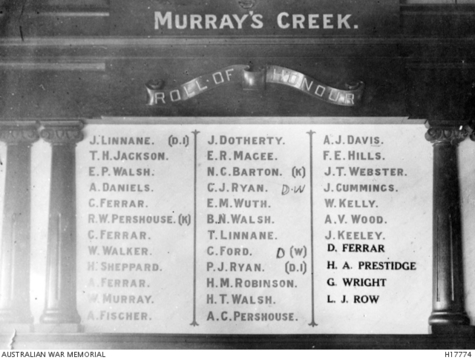 MURRAY'S CREEK.
ROLL·OF HONOUR
J. LINNANE. (D.I)
T.H. JACKSON.
E.P. WALSH.
A. DANIELS.
C. FERRAR.
R.W. PERSHOUSE. (K)
C. FERRAR.
W. WALKER.
H. SHEPPARD.
A. FERRAR.
W MURRAY.
A. FISCHER.
J. DOTHERTY.
E.R. MAGEE.
N.C. BARTON. (K)
C.J. RYAN. D-W
E.M. WUTH.
B.N. WALSH.
T. LINNANE.
C. FORD. D (W)
P.J. RYAN. (D.I)
H.M. ROBINSON.
H.T. WALSH.
A.C. PERSHOUSE.
A.J. DAVIS.
F.E. HILLS.
J.T. WEBSTER.
J. CUMMINGS.
W. KELLY.
A.V. WOOD.
J. KEELEY.
D. FERRAR
H. A. PRESTIDGE
G. WRIGHT
L. J. ROW
AUSTRALIAN WAR MEMORIAL
H17774